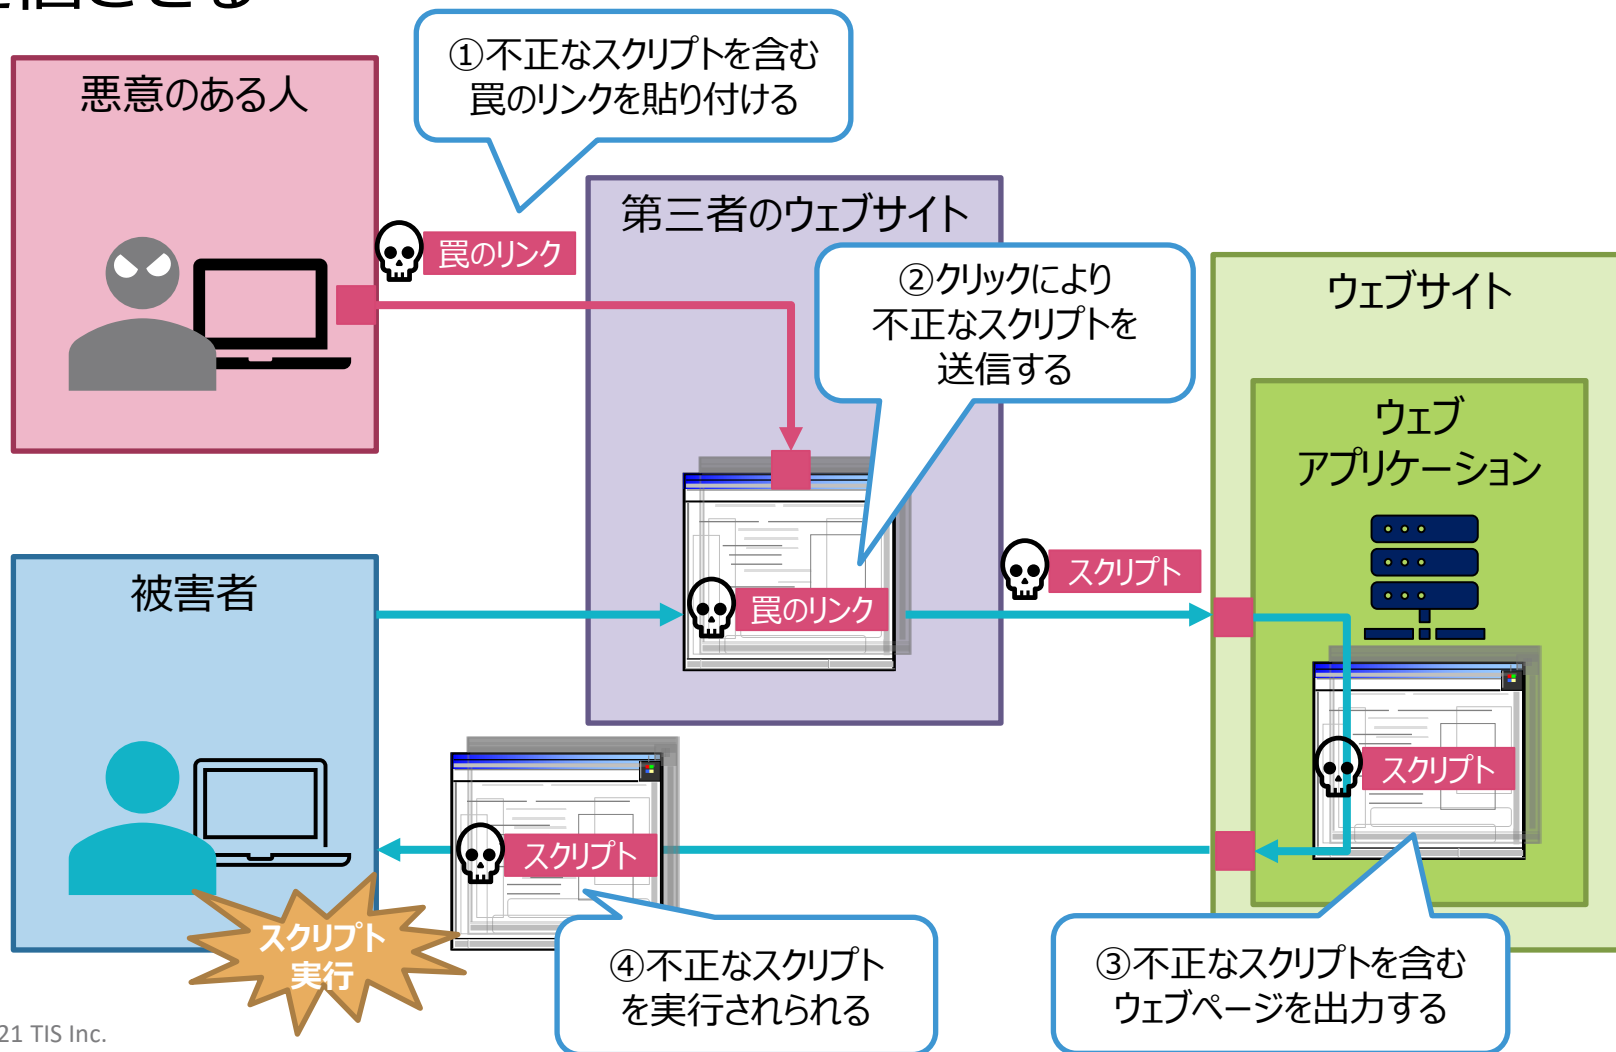 を信させる
①不正なスクリプトを含む
罠のリンクを貼り付ける
悪意のある人
罠のリンク
第三者のウェブサイト
②クリックにより
不正なスクリプトを
送信する
ウェブサイト
ウェブ
アプリケーション
被害者
罠のリンク
スクリプト
スクリプト
スクリプト
スクリプト
実行
④不正なスクリプト
を実行されられる
③不正なスクリプトを含む
ウェブページを出力する
21 TIS Inc.